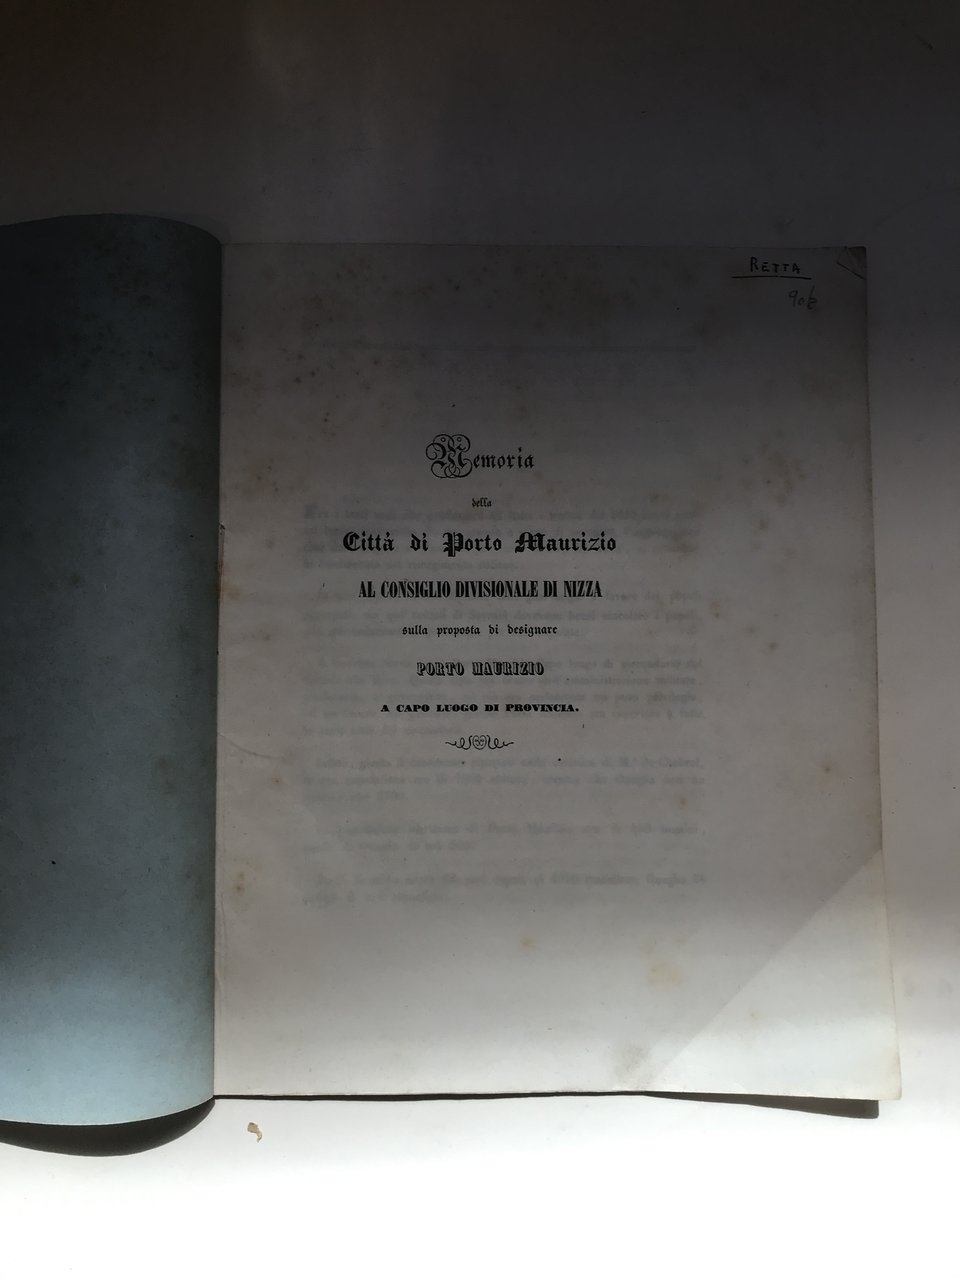 RETTA
Memoria
della
Città di Porto Maurizio
AL CONSIGLIO DIVISIONALE DI NIZZA
sulla proposta di designare
PORTO MAURIZIO
A CAPO LUOGO DI PROVINCIA.